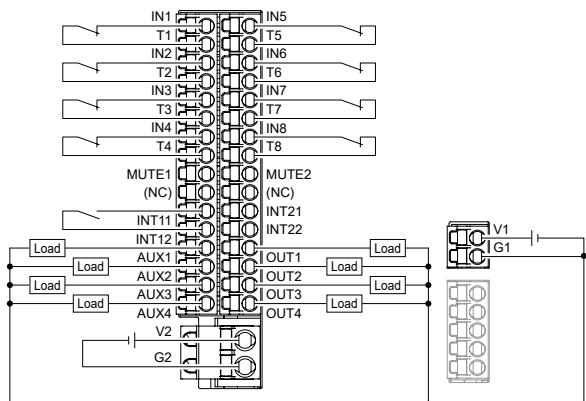 IN1 IN5
T1 T5
IN2 IN6
T2 T6
IN3 IN7
T3 T7
IN4 IN8
T4 T8
MUTE1 MUTE2
(NC) (NC)
INT21
INT11 INT22
V1
INT12
Load Load
G1
AUX1 OUT1
Load Load
AUX2 OUT2
Load Load
AUX3 OUT3
Load Load
AUX4 OUT4
V2
G2